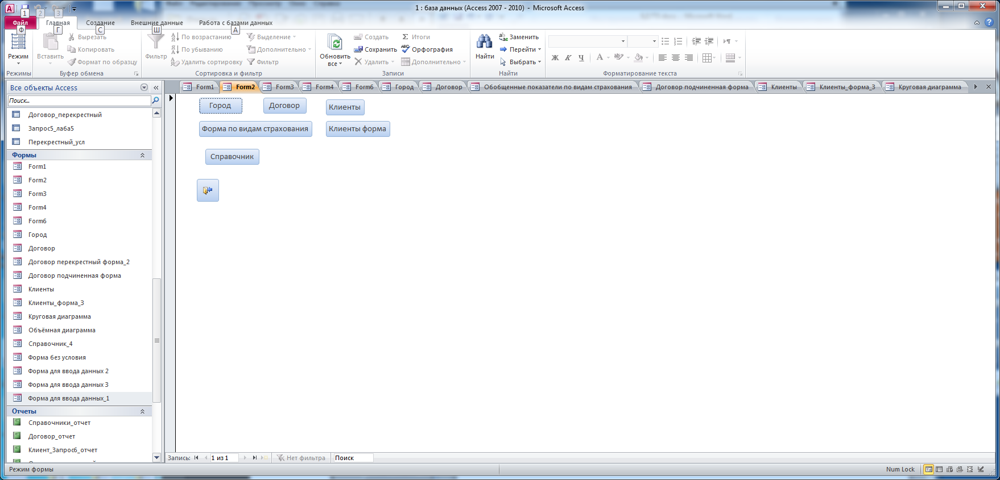 1 : база данных (Access 2007 - 2010) - Microsoft Access
1 2 3
Файл Главная Создание Внешние данные Работа с базами данных
Ф Г С Ш А
Режим
Режимы
Вставить
Вырезать
Копировать
Формат по образцу
Буфер обмена
Фильтр
По возрастанию
По убыванию
Удалить сортировку
Выделение
Дополнительно
Фильтр
Сортировка и фильтр
Обновить
все
Создать
Сохранить
Удалить
Итоги
Орфография
Дополнительно
Записи
Найти
Заменить
Перейти
Выбрать
Найти
Ж К Ч А
Форматирование текста
Все объекты Access
Поиск...
Договор_перекрестный
Запрос5_лаба5
Перекрестный_усл
Формы
Form1
Form2
Form3
Form4
Form6
Город
Договор
Договор перекрестный форма_2
Договор подчиненная форма
Клиенты
Клиенты_форма_3
Круговая диаграмма
Объёмная диаграмма
Справочник_4
Форма без условия
Форма для ввода данных 2
Форма для ввода данных 3
Форма для ввода данных_1
Отчеты
Справочники_отчет
Договор_отчет
Клиент_Запрос6_отчет
Form1 Form2 Form3 Form4 Form6 Город Договор Обобщенные показатели по видам страхования Договор подчиненная форма Клиенты Клиенты_форма_3 Круговая диаграмма
Город Договор Клиенты
Форма по видам страхования Клиенты форма
Справочник
Запись: 1 из 1 Нет фильтра Поиск
Режим формы Num Lock